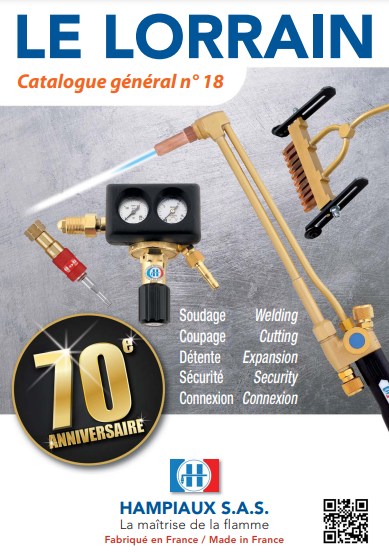 LE LORRAIN
Catalogue général n° 18
Soudage Welding
Coupage Cutting
Détente Expansion
Sécurité Security
Connexion Connexion
70e
ANNIVERSAIRE
HAMPIAUX S.A.S.
La maîtrise de la flamme
Fabriqué en France / Made in France